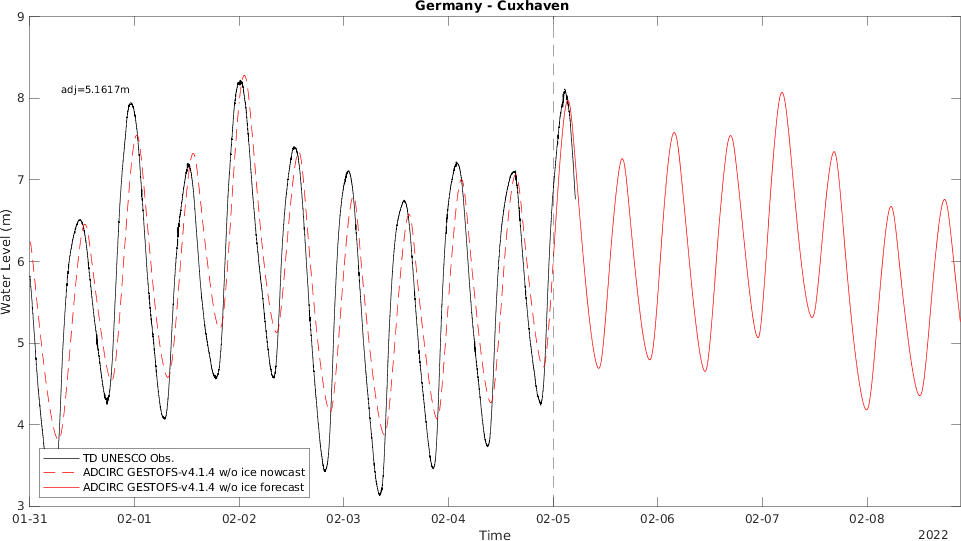 Germany - Cuxhaven
9
8
7
6
5
4
3
Water Level (m)
adj=5.1617m
TD UNESCO Obs.
ADCIRC GESTOFS-v4.1.4 w/o ice nowcast
ADCIRC GESTOFS-v4.1.4 w/o ice forecast
01-31 02-01 02-02 02-03 02-04 02-05 02-06 02-07 02-08
Time
2022